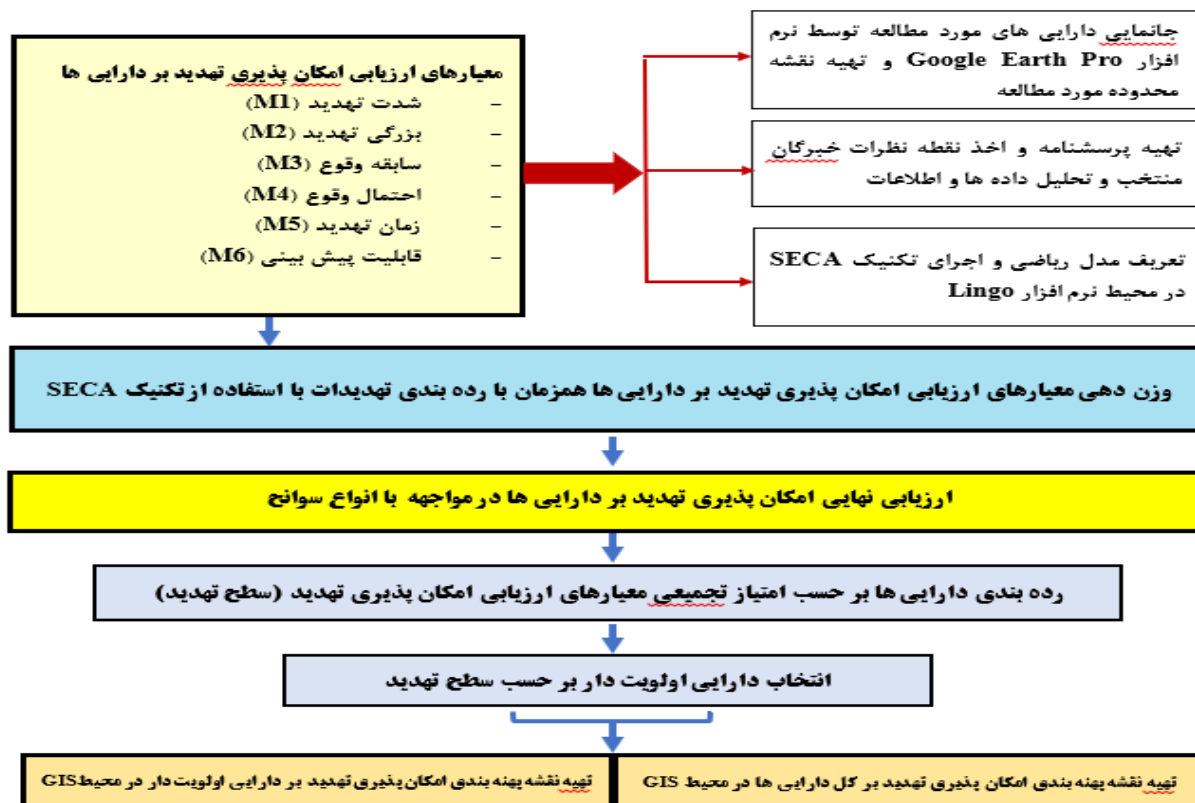 معیارهای ارزیابی امکان پذیری تهدید بر دارایی ها
- شدت تهدید (M1)
- بزرگی تهدید (M2)
- سابقه وقوع (M3)
- احتمال وقوع (M4)
- زمان تهدید (M5)
- قابلیت پیش بینی (M6)
جانمایی دارایی های مورد مطالعه توسط نرم
افزار Google Earth Pro و تهیه نقشه
محدوده مورد مطالعه
تهیه پرسشنامه و اخذ نقطه نظرات خبرگان
منتخب و تحلیل داده ها و اطلاعات
تعریف مدل ریاضی و اجرای تکنیک SECA
در محیط نرم افزار Lingo
وزن دهی معیارهای ارزیابی امکان پذیری تهدید بر دارایی ها همزمان با رده بندی تهدیدات با استفاده از تکنیک SECA
ارزیابی نهایی امکان پذیری تهدید بر دارایی ها در مواجهه با انواع سوانح
رده بندی دارایی ها بر حسب امتیاز تجمیعی معیارهای ارزیابی امکان پذیری تهدید (سطح تهدید)
انتخاب دارایی اولویت دار بر حسب سطح تهدید
تهیه نقشه پهنه بندی امکان پذیری تهدید بر کل دارایی ها در محیط GIS
تهیه نقشه پهنه بندی امکان پذیری تهدید بر دارایی اولویت دار در محیط GIS